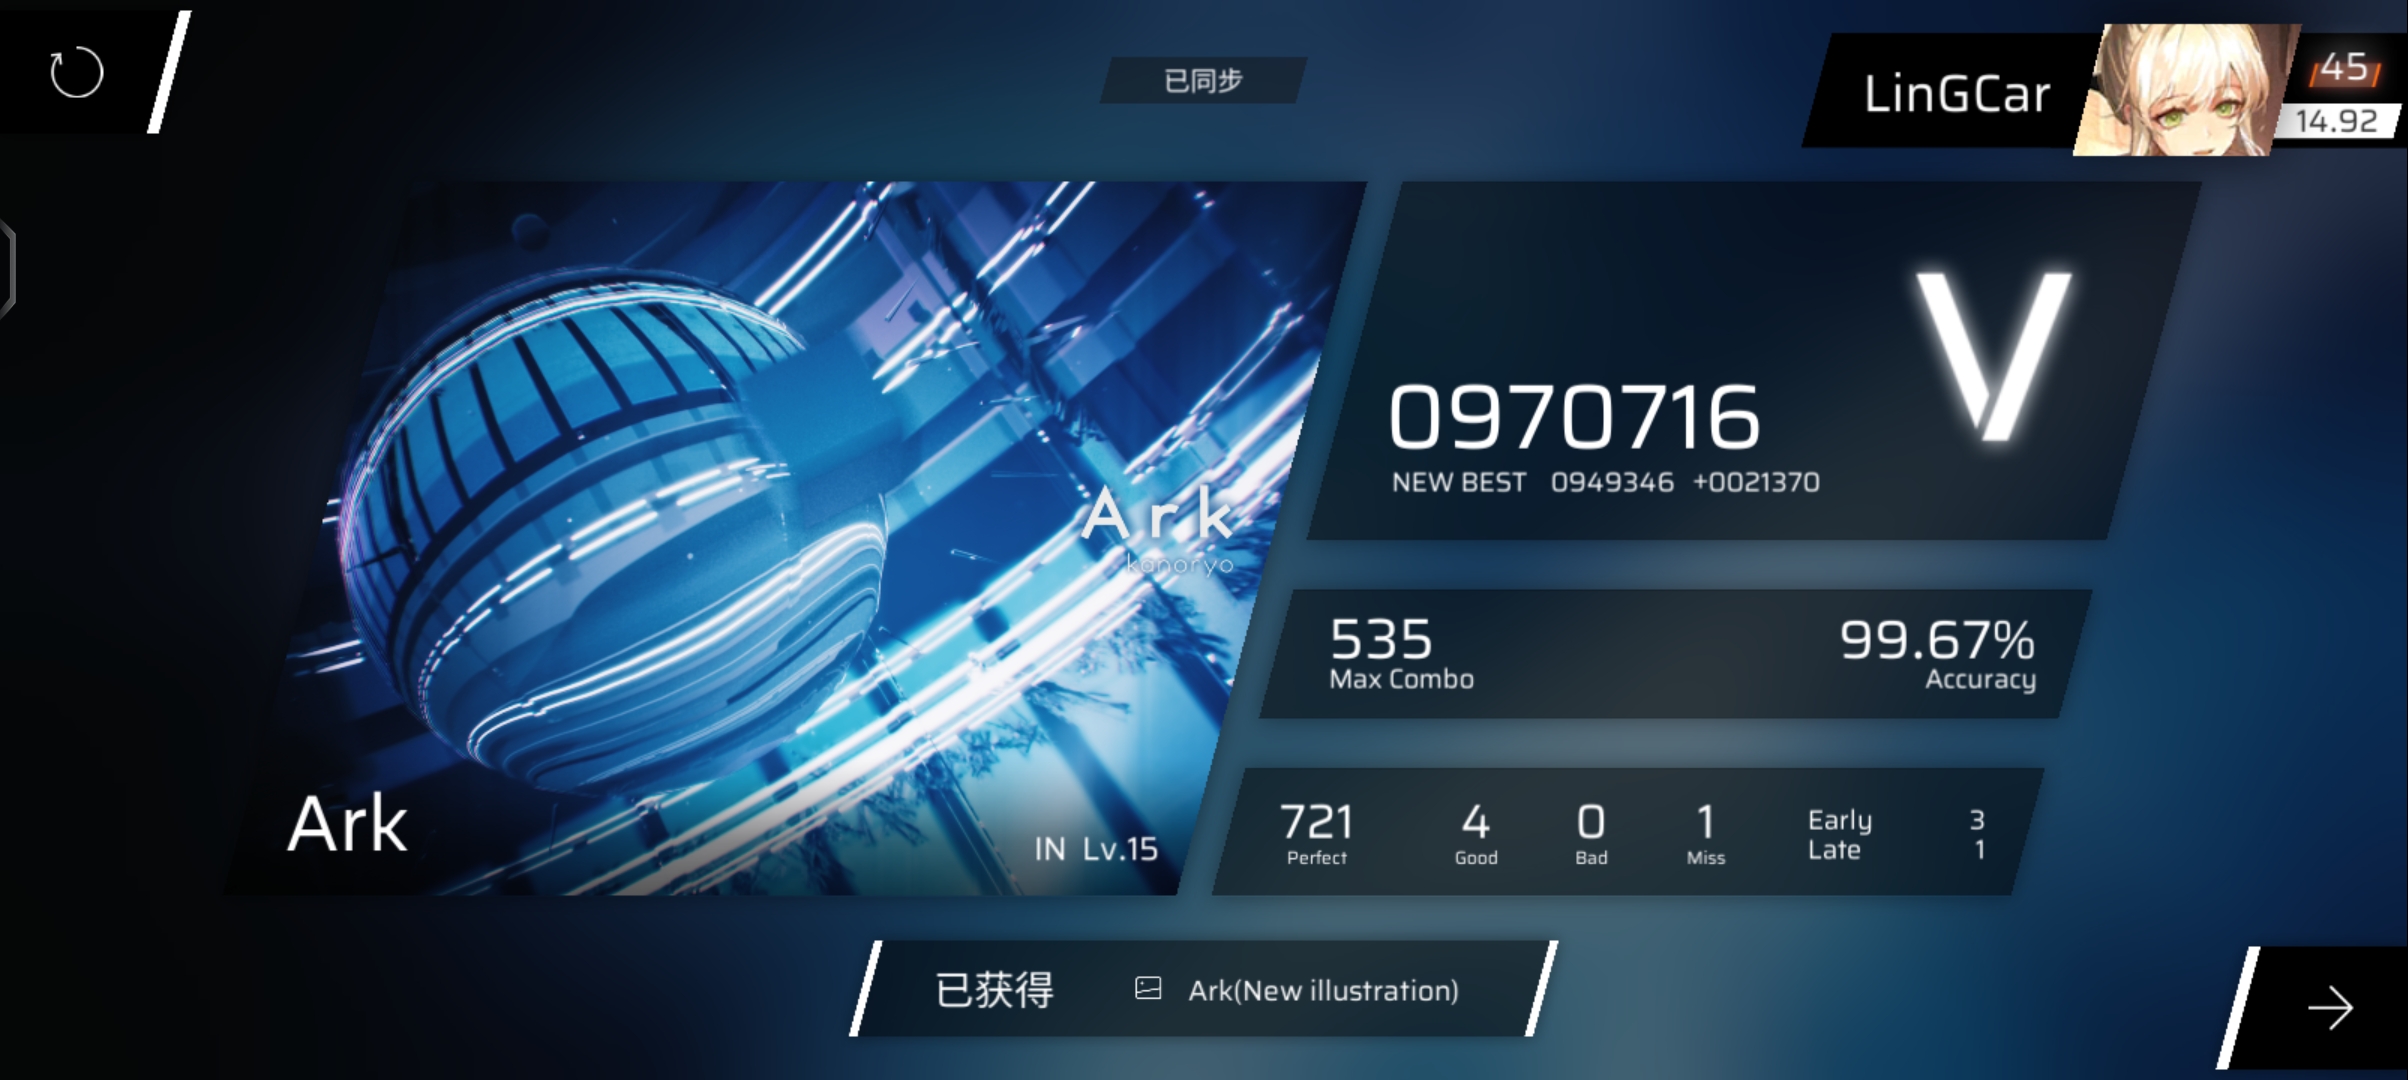 已同步
LinGCar
45
14.92
Ark
kanoryo
Ark
IN Lv.15
0970716
V
NEW BEST 0949346 +0021370
535
Max Combo
99.67%
Accuracy
721
Perfect
4
Good
0
Bad
1
Miss
Early 3
Late 1
已获得 Ark(New illustration)